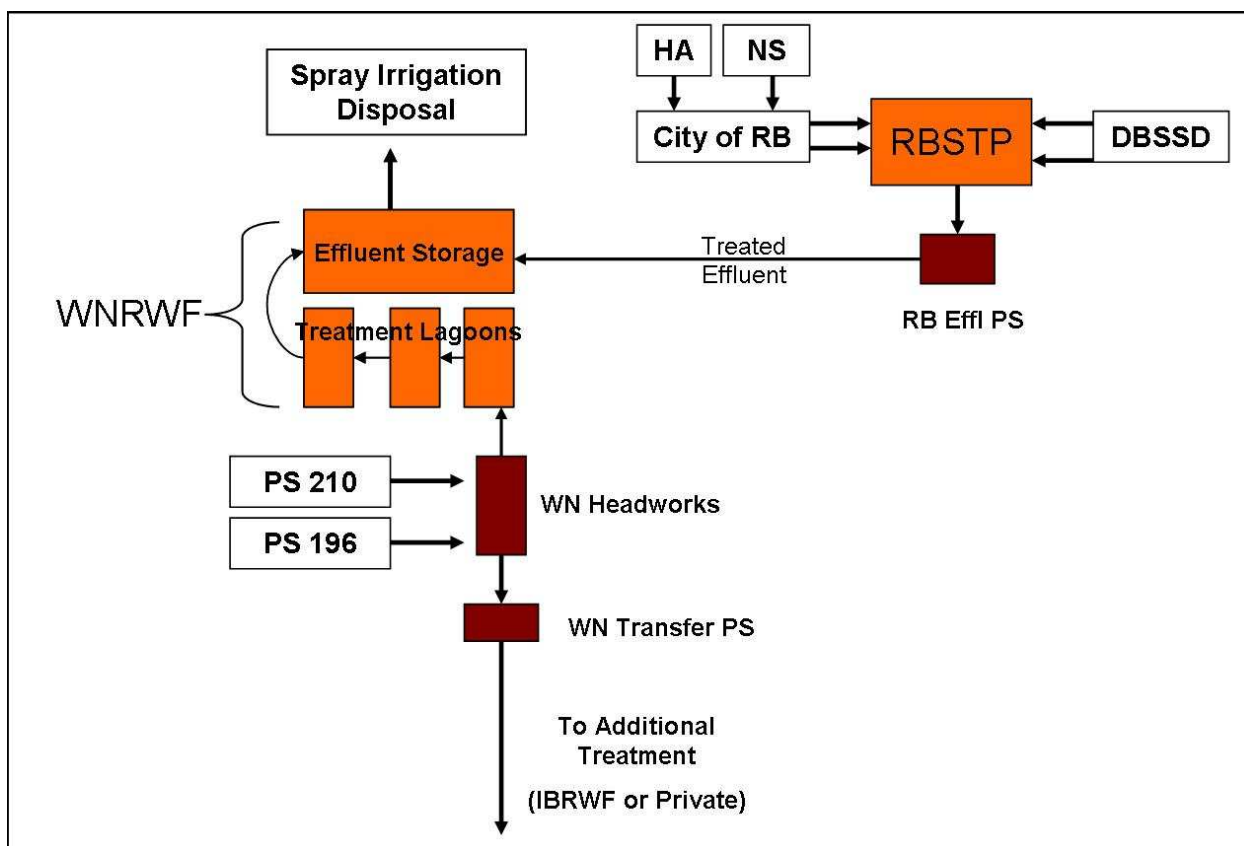 HA
NS
Spray Irrigation
Disposal
City of RB
RBSTP
DBSSD
Effluent Storage
Treated
Effluent
WNRWF
Treatment Lagoons
RB Effl PS
PS 210
WN Headworks
PS 196
WN Transfer PS
To Additional
Treatment
(IBRWF or Private)